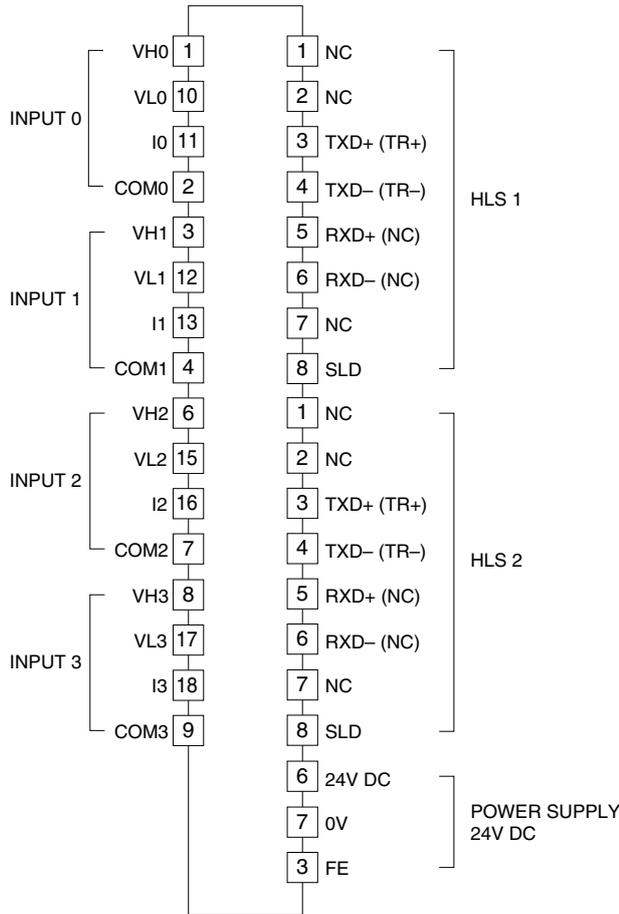 INPUT 0
VH0 1
VL0 10
I0 11
COM0 2
INPUT 1
VH1 3
VL1 12
I1 13
COM1 4
INPUT 2
VH2 6
VL2 15
I2 16
COM2 7
INPUT 3
VH3 8
VL3 17
I3 18
COM3 9
1 NC
2 NC
3 TXD+ (TR+)
4 TXD– (TR–)
5 RXD+ (NC)
6 RXD– (NC)
7 NC
8 SLD
HLS 1
1 NC
2 NC
3 TXD+ (TR+)
4 TXD– (TR–)
5 RXD+ (NC)
6 RXD– (NC)
7 NC
8 SLD
HLS 2
6 24V DC
7 0V
3 FE
POWER SUPPLY
24V DC